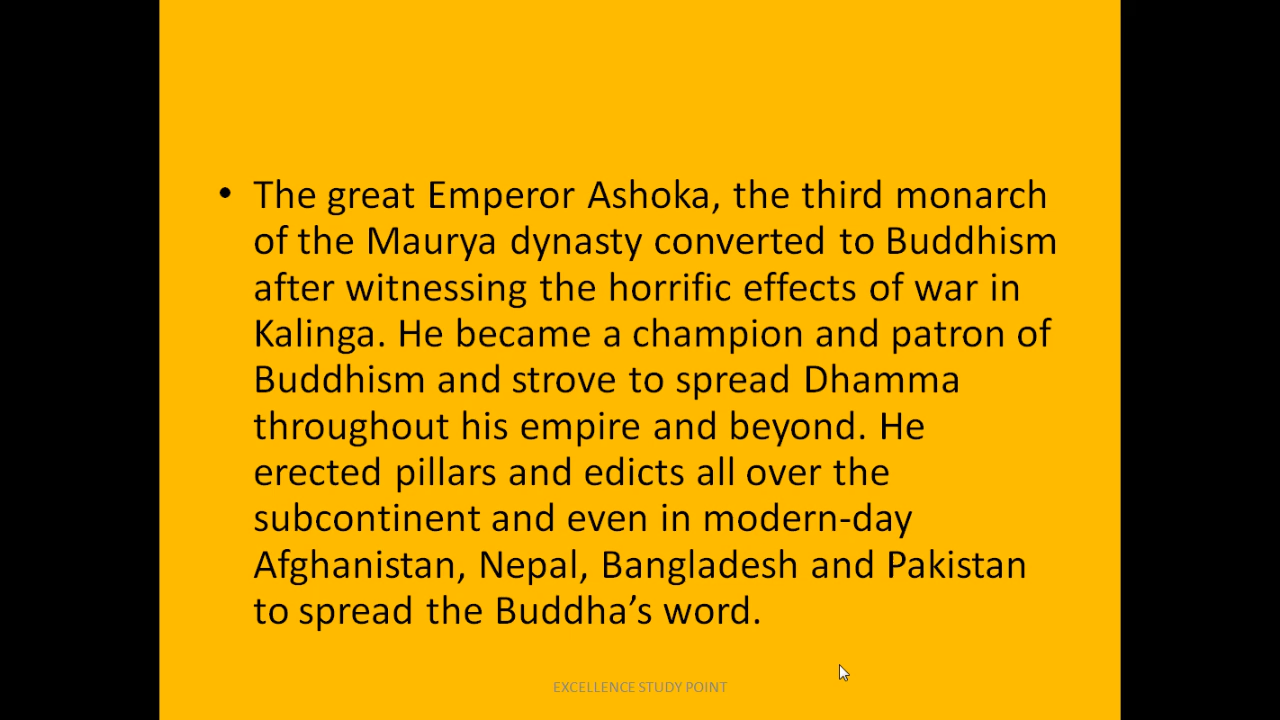 • The great Emperor Ashoka, the third monarch
of the Maurya dynasty converted to Buddhism
after witnessing the horrific effects of war in
Kalinga. He became a champion and patron of
Buddhism and strove to spread Dhamma
throughout his empire and beyond. He
erected pillars and edicts all over the
subcontinent and even in modern-day
Afghanistan, Nepal, Bangladesh and Pakistan
to spread the Buddha’s word.
EXCELLENCE STUDY POINT